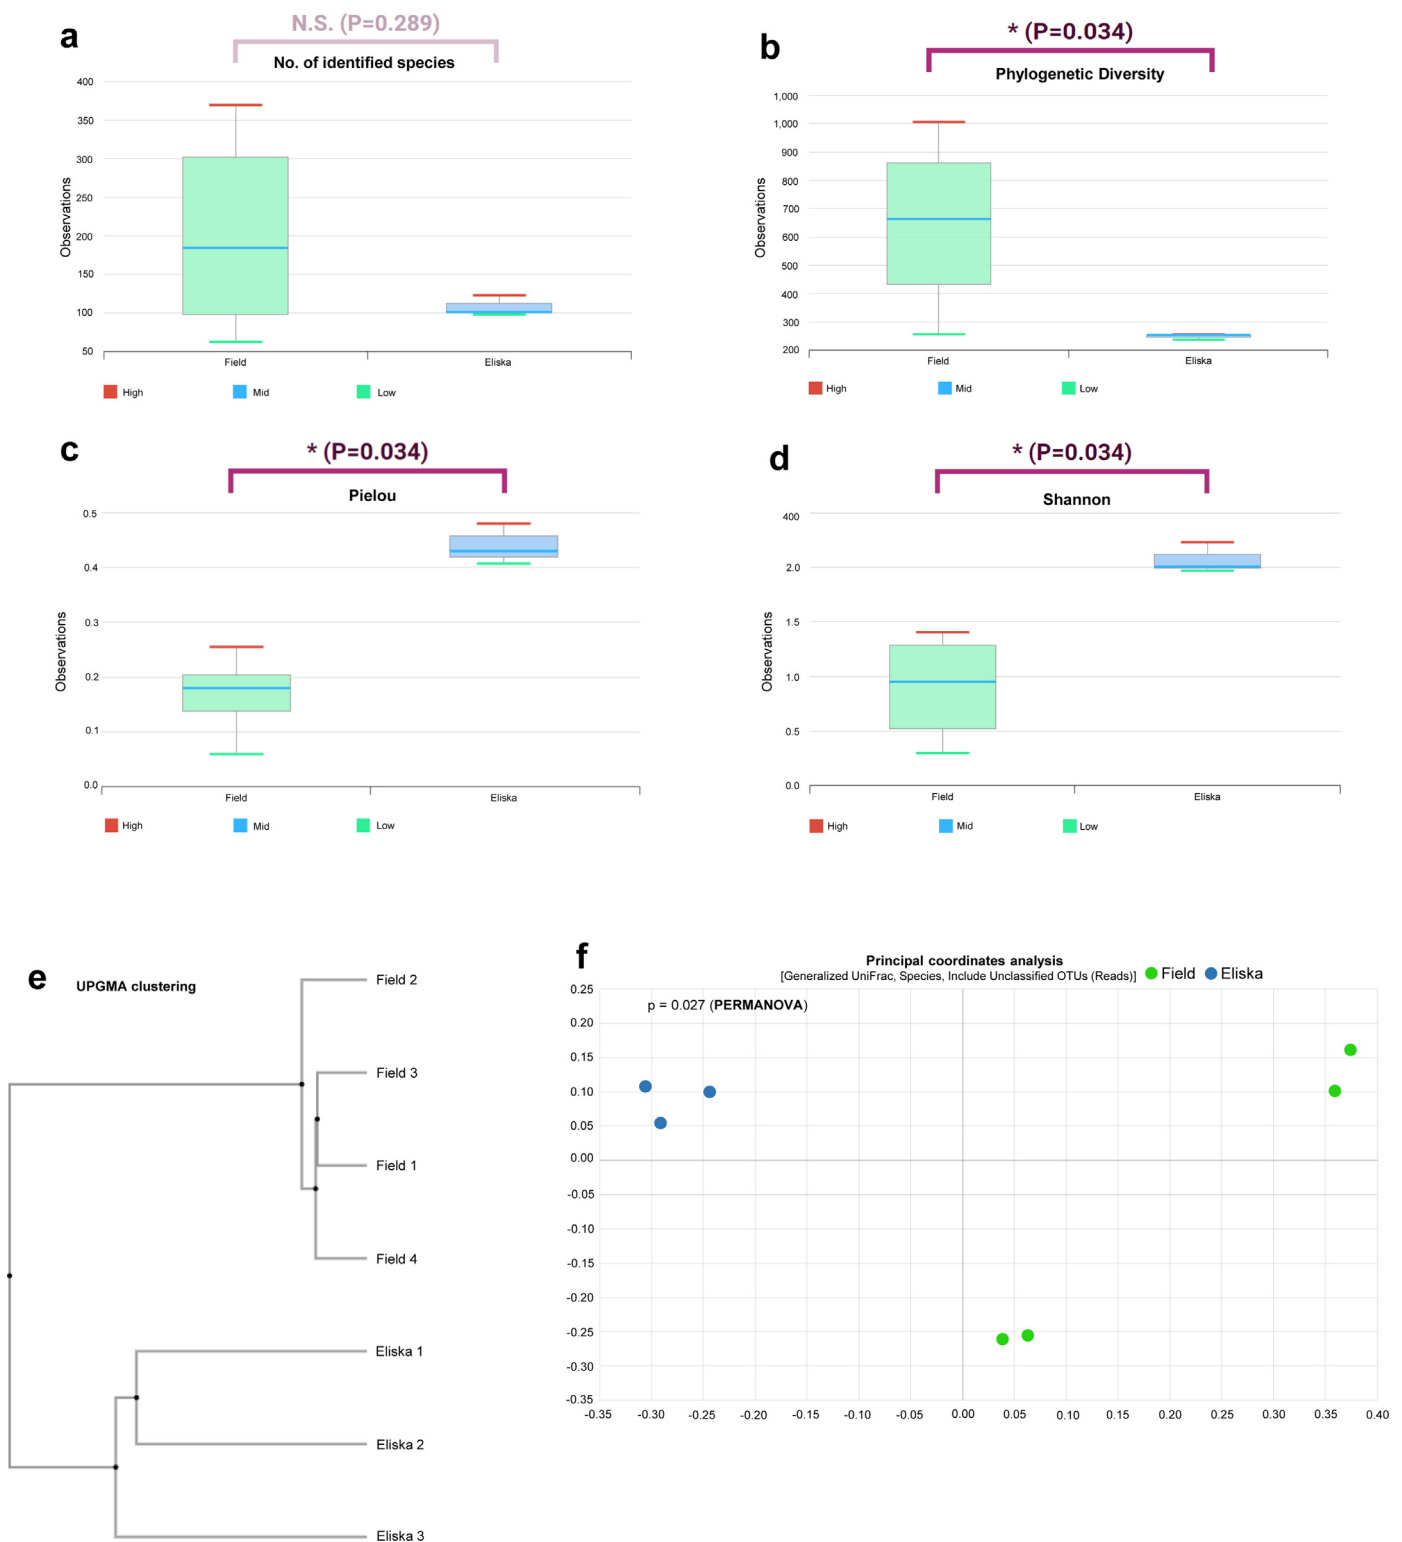 a
N.S. (P=0.289)
No. of identified species
Observations
400
350
300
250
200
150
100
50
Field
Eliska
High
Mid
Low
b
* (P=0.034)
Phylogenetic Diversity
Observations
1,000
1,000
900
800
700
600
500
400
300
200
Field
Eliska
High
Mid
Low
c
* (P=0.034)
Pielou
Observations
0.5
0.4
0.3
0.2
0.1
0.0
Field
Eliska
High
Mid
Low
d
* (P=0.034)
Shannon
Observations
400
2.0
1.5
1.0
0.5
0.0
Field
Eliska
High
Mid
Low
e
UPGMA clustering
Field 2
Field 3
Field 1
Field 4
Eliska 1
Eliska 2
Eliska 3
f
Principal coordinates analysis
[Generalized UniFrac, Species, Include Unclassified OTUs (Reads)]
Field
Eliska
p = 0.027 (PERMANOVA)
0.25
0.20
0.15
0.10
0.05
0.00
-0.05
-0.10
-0.15
-0.20
-0.25
-0.30
-0.35
-0.35 -0.30 -0.25 -0.20 -0.15 -0.10 -0.05 0.00 0.05 0.10 0.15 0.20 0.25 0.30 0.35 0.40